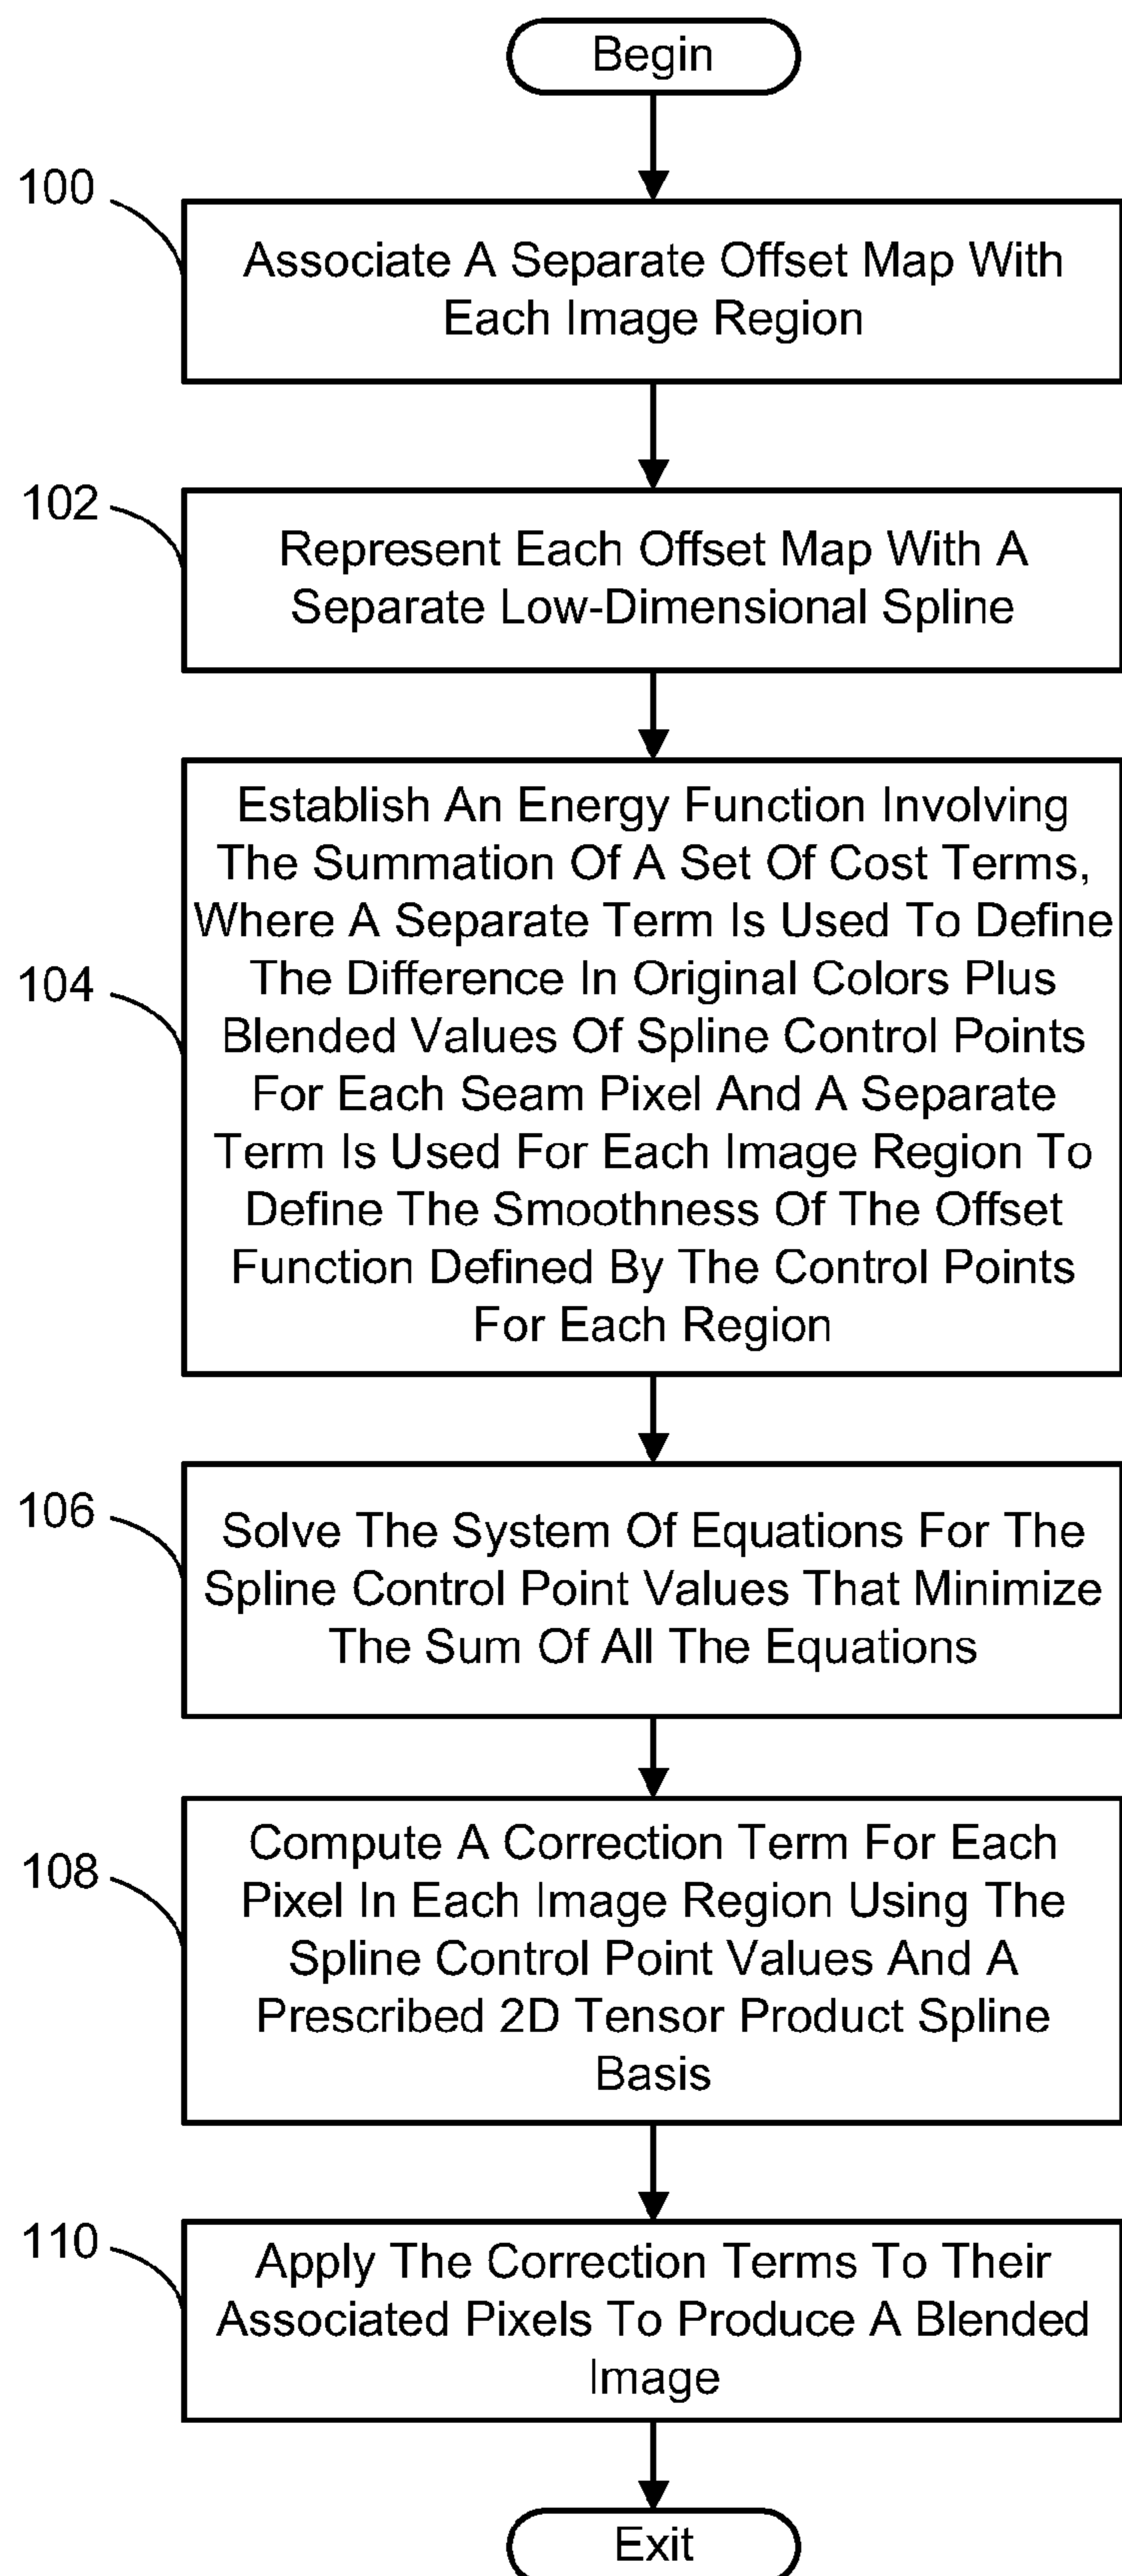 Begin
100
Associate A Separate Offset Map With
Each Image Region
102
Represent Each Offset Map With A
Separate Low-Dimensional Spline
104
Establish An Energy Function Involving
The Summation Of A Set Of Cost Terms,
Where A Separate Term Is Used To Define
The Difference In Original Colors Plus
Blended Values Of Spline Control Points
For Each Seam Pixel And A Separate
Term Is Used For Each Image Region To
Define The Smoothness Of The Offset
Function Defined By The Control Points
For Each Region
106
Solve The System Of Equations For The
Spline Control Point Values That Minimize
The Sum Of All The Equations
108
Compute A Correction Term For Each
Pixel In Each Image Region Using The
Spline Control Point Values And A
Prescribed 2D Tensor Product Spline
Basis
110
Apply The Correction Terms To Their
Associated Pixels To Produce A Blended
Image
Exit